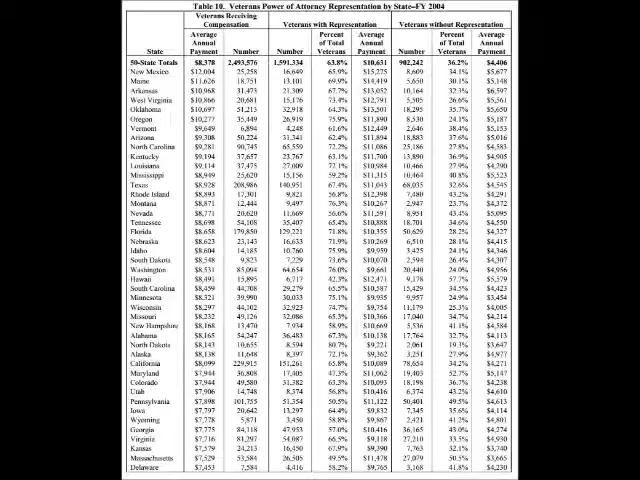 Table 10. Veterans Power of Attorney Representation by State–FY 2004
Veterans Receiving Compensation Veterans with Representation Veterans without Representation
State Average Annual Payment Number Number Percent of Total Veterans Average Annual Payment Number Percent of Total Veterans Average Annual Payment
50-State Totals $8,378 2,493,576 1,591,334 63.8% $10,631 902,242 36.2% $4,406
New Mexico $12,004 25,258 16,649 65.9% $15,275 8,609 34.1% $5,677
Maine $11,626 18,751 13,101 69.9% $14,419 5,650 30.1% $5,148
Arkansas $10,968 31,473 21,309 67.7% $13,052 10,164 32.3% $6,597
West Virginia $10,866 20,681 15,176 73.4% $12,791 5,505 26.6% $5,561
Oklahoma $10,697 51,213 32,918 64.3% $13,501 18,295 35.7% $5,650
Oregon $10,277 35,449 26,919 75.9% $11,890 8,530 24.1% $5,187
Vermont $9,649 6,894 4,248 61.6% $12,449 2,646 38.4% $5,153
Arizona $9,308 50,224 31,341 62.4% $11,894 18,883 37.6% $5,016
North Carolina $9,281 90,745 65,559 72.2% $11,086 25,186 27.8% $4,583
Kentucky $9,194 37,657 23,767 63.1% $11,700 13,890 36.9% $4,905
Louisiana $9,114 37,475 27,009 72.1% $10,984 10,466 27.9% $4,290
Mississippi $8,949 25,620 15,156 59.2% $11,315 10,464 40.8% $5,523
Texas $8,928 208,986 140,951 67.4% $11,043 68,035 32.6% $4,545
Rhode Island $8,893 17,301 9,821 56.8% $12,398 7,480 43.2% $4,291
Montana $8,871 12,444 9,497 76.3% $10,267 2,947 23.7% $4,372
Nevada $8,771 20,620 11,669 56.6% $11,591 8,951 43.4% $5,095
Tennessee $8,698 54,108 35,407 65.4% $10,888 18,701 34.6% $4,550
Florida $8,658 179,850 129,221 71.8% $10,355 50,629 28.2% $4,327
Nebraska $8,623 23,143 16,633 71.9% $10,269 6,510 28.1% $4,415
Idaho $8,604 14,185 10,760 75.9% $9,959 3,425 24.1% $4,346
South Dakota $8,548 9,823 7,229 73.6% $10,070 2,594 26.4% $4,307
Washington $8,531 85,094 64,654 76.0% $9,661 20,440 24.0% $4,956
Hawaii $8,491 15,895 6,717 42.3% $12,471 9,178 57.7% $5,579
South Carolina $8,459 44,708 29,279 65.5% $10,587 15,429 34.5% $4,423
Minnesota $8,321 39,990 30,033 75.1% $9,935 9,957 24.9% $3,454
Wisconsin $8,297 44,102 32,923 74.7% $9,754 11,179 25.3% $4,005
Missouri $8,232 49,126 32,086 65.3% $10,366 17,040 34.7% $4,214
New Hampshire $8,168 13,470 7,934 58.9% $10,669 5,536 41.1% $4,584
Alabama $8,165 54,247 36,483 67.3% $10,138 17,764 32.7% $4,113
North Dakota $8,143 10,655 8,594 80.7% $9,221 2,061 19.3% $3,647
Alaska $8,138 11,648 8,397 72.1% $9,362 3,251 27.9% $4,977
California $8,099 229,915 151,261 65.8% $10,089 78,654 34.2% $4,271
Maryland $7,944 36,808 17,405 47.3% $11,062 19,403 52.7% $5,147
Colorado $7,944 49,580 31,382 63.3% $10,093 18,198 36.7% $4,238
Utah $7,906 14,748 8,374 56.8% $10,416 6,374 43.2% $4,610
Pennsylvania $7,898 101,755 51,354 50.5% $11,122 50,401 49.5% $4,613
Iowa $7,797 20,642 13,297 64.4% $9,832 7,345 35.6% $4,114
Wyoming $7,778 5,871 3,450 58.8% $9,867 2,421 41.2% $4,801
Georgia $7,775 84,118 47,953 57.0% $10,416 36,165 43.0% $4,274
Virginia $7,716 81,297 54,087 66.5% $9,118 27,210 33.5% $4,930
Kansas $7,579 24,213 16,450 67.9% $9,390 7,763 32.1% $3,740
Massachusetts $7,529 53,584 26,505 49.5% $11,478 27,079 50.5% $3,665
Delaware $7,453 7,584 4,416 58.2% $9,765 3,168 41.8% $4,230